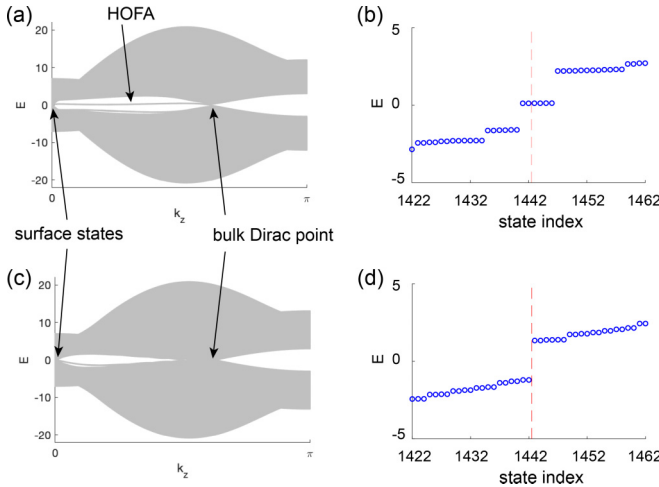 (a)
HOFA
20
10
0
-10
-20
E
0
k_z
π
(b)
5
0
-5
E
1422
1432
1442
1452
1462
state index
surface states
bulk Dirac point
(c)
20
10
0
-10
-20
E
0
k_z
π
(d)
5
0
-5
E
1422
1432
1442
1452
1462
state index